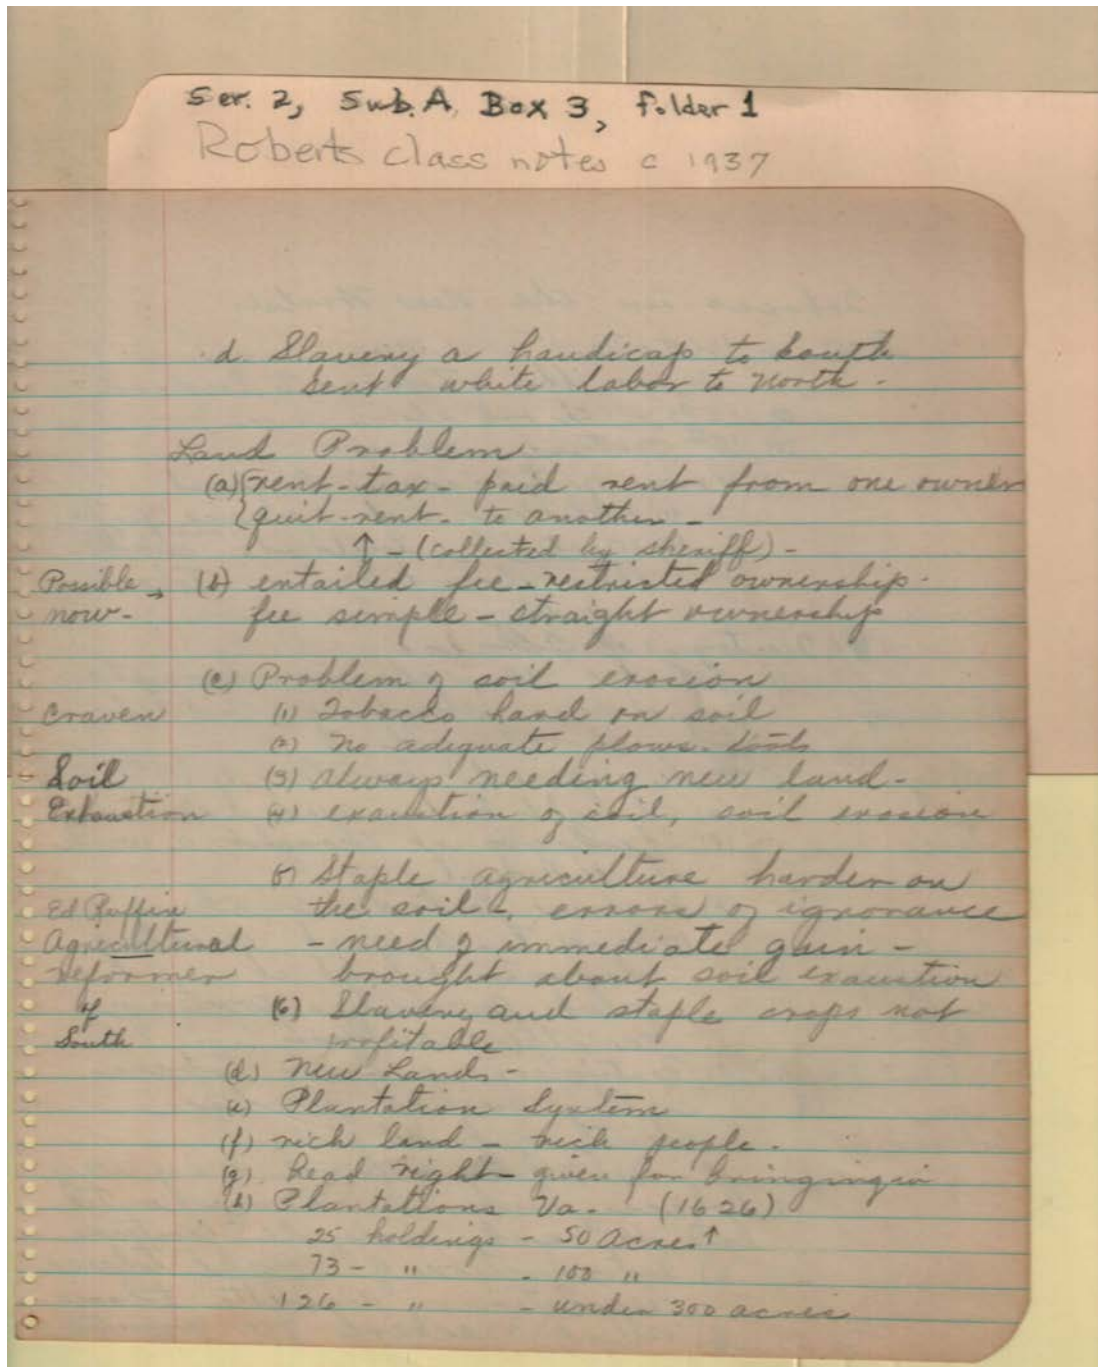 Ser. 2, Sub. A, Box 3, folder 1
Roberts class notes c 1937
d. Slavery a handicap to South
sent white labor to North -
Land Problem
(a) { rent - tax - paid rent from one owner
{ quit-rent - to another -
↑ - (collected by sheriff) -
Possible → (b) entailed fee - restricted ownership -
now - fee simple - straight ownership
(c) Problem of soil erosion
Craven (1) Tobacco hard on soil
(2) No adequate plows - tools
Soil (3) always needing new land -
Exhaustion (4) exaustion of soil, soil erosion
(5) Staple agriculture harder on
Ed Ruffin the soil - errors of ignorance
Agricultural - need of immediate gain -
reformer brought about soil exaustion
of (6) Slavery and staple crops not
South profitable
(d) New Lands -
(e) Plantation System
(f) rich land - rich people -
(g) head right - given for bringing in
(h) Plantations Va - (1626)
25 holdings - 50 Acres ↑
73 - " - 100 "
126 - " - under 300 acres